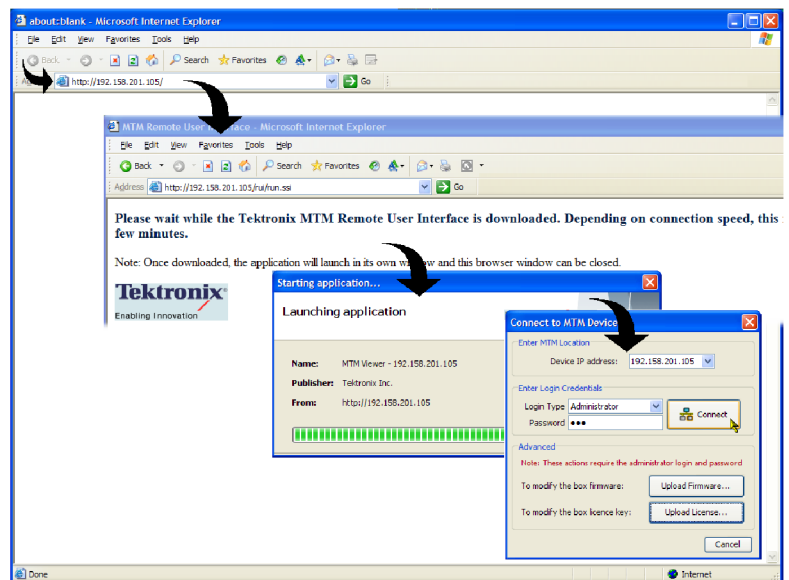 about:blank - Microsoft Internet Explorer
File Edit View Favorites Tools Help
Back Search Favorites
http://192.158.201.105/ Go
MTM Remote User Interface - Microsoft Internet Explorer
File Edit View Favorites Tools Help
Back Search Favorites
Address http://192.158.201.105/rui/run.ssi Go
Please wait while the Tektronix MTM Remote User Interface is downloaded. Depending on connection speed, this
few minutes.
Note: Once downloaded, the application will launch in its own window and this browser window can be closed.
Tektronix
Enabling Innovation
Starting application...
Launching application
Name: MTM Viewer - 192.158.201.105
Publisher: Tektronix Inc.
From: http://192.158.201.105
Connect to MTM Device
Enter MTM Location
Device IP address: 192.158.201.105
Enter Login Credentials
Login Type Administrator
Password ●●●
Connect
Advanced
Note: These actions require the administrator login and password
To modify the box firmware: Upload Firmware...
To modify the box licence key: Upload License...
Cancel
Done Internet